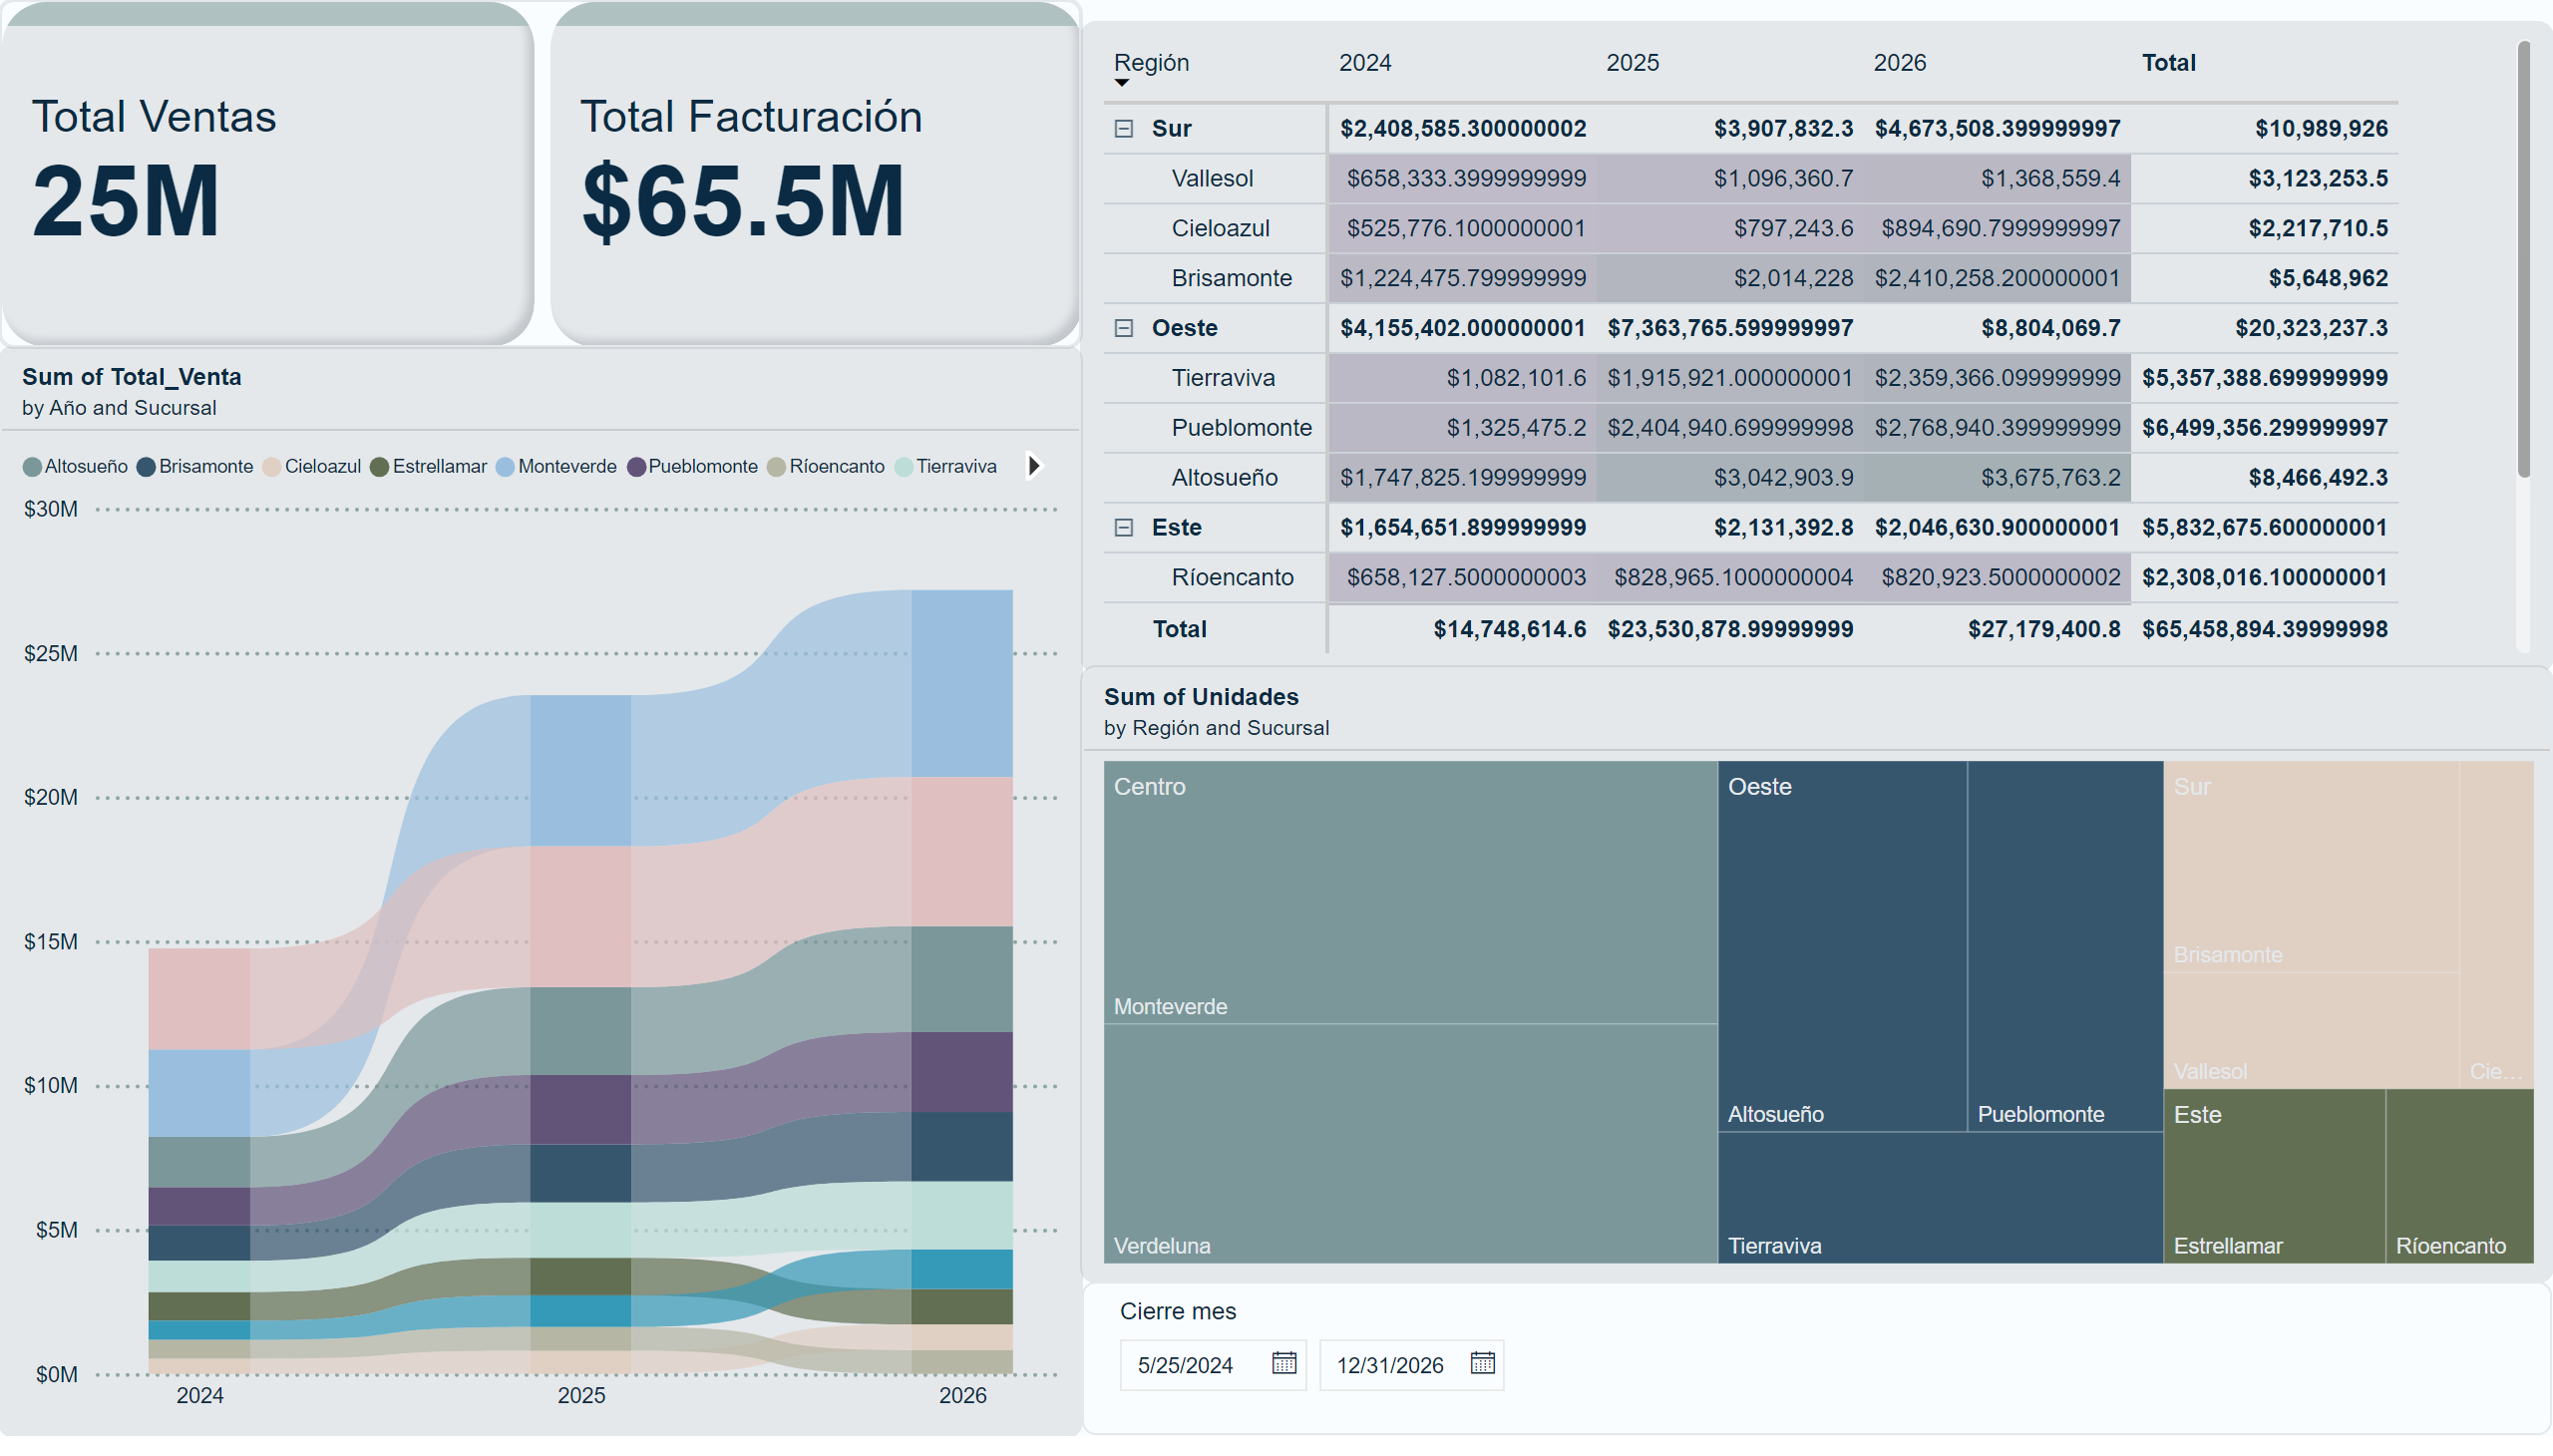 Total Ventas
25M
Total Facturación
$65.5M
Sum of Total_Venta
by Año and Sucursal
Altosueño Brisamonte Cieloazul Estrellamar Monteverde Pueblomonte Ríoencanto Tierraviva
$30M
$25M
$20M
$15M
$10M
$5M
$0M
2024 2025 2026
Región 2024 2025 2026 Total
Sur $2,408,585.300000002 $3,907,832.3 $4,673,508.399999997 $10,989,926
Vallesol $658,333.3999999999 $1,096,360.7 $1,368,559.4 $3,123,253.5
Cieloazul $525,776.1000000001 $797,243.6 $894,690.7999999997 $2,217,710.5
Brisamonte $1,224,475.799999999 $2,014,228 $2,410,258.200000001 $5,648,962
Oeste $4,155,402.000000001 $7,363,765.599999997 $8,804,069.7 $20,323,237.3
Tierraviva $1,082,101.6 $1,915,921.000000001 $2,359,366.099999999 $5,357,388.699999999
Pueblomonte $1,325,475.2 $2,404,940.699999998 $2,768,940.399999999 $6,499,356.299999997
Altosueño $1,747,825.199999999 $3,042,903.9 $3,675,763.2 $8,466,492.3
Este $1,654,651.899999999 $2,131,392.8 $2,046,630.900000001 $5,832,675.600000001
Ríoencanto $658,127.5000000003 $828,965.1000000004 $820,923.5000000002 $2,308,016.100000001
Total $14,748,614.6 $23,530,878.99999999 $27,179,400.8 $65,458,894.39999998
Sum of Unidades
by Región and Sucursal
Centro
Monteverde
Verdeluna
Oeste
Altosueño
Pueblomonte
Tierraviva
Sur
Brisamonte
Vallesol
Cie...
Este
Estrellamar
Ríoencanto
Cierre mes
5/25/2024 12/31/2026